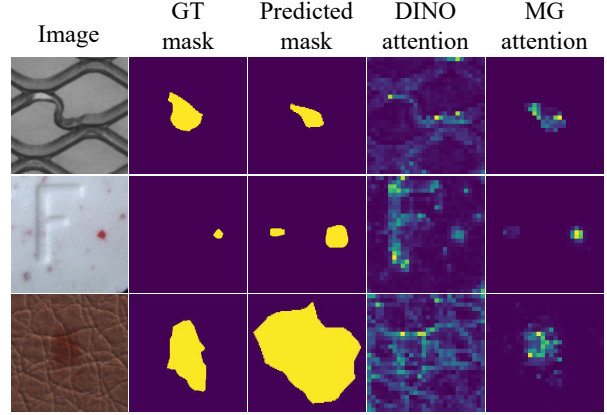 Image
GT
mask
Predicted
mask
DINO
attention
MG
attention
F